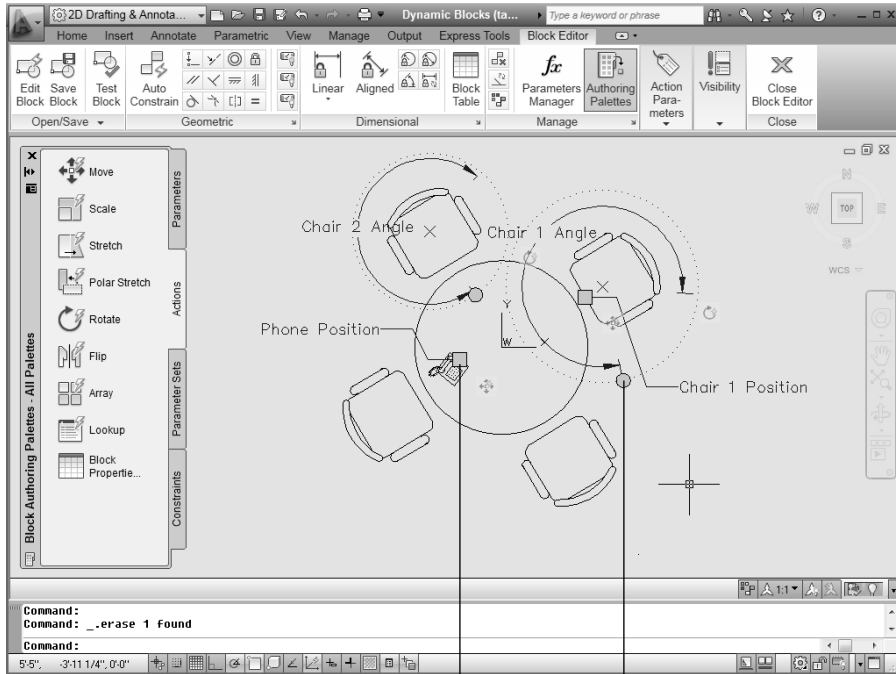 2D Drafting & Annota...
Dynamic Blocks (ta...
Type a keyword or phrase
Home Insert Annotate Parametric View Manage Output Express Tools Block Editor
Edit Block
Save Block
Test Block
Auto Constrain
Linear
Aligned
Block Table
Parameters Manager
Authoring Palettes
Action Para-meters
Visibility
Close Block Editor
Open/Save
Geometric
Dimensional
Manage
Close
Move
Scale
Stretch
Polar Stretch
Rotate
Flip
Array
Lookup
Block Propertie...
Parameters
Actions
Parameter Sets
Constraints
Block Authoring Palettes - All Palettes
Chair 2 Angle
Chair 1 Angle
Phone Position
Chair 1 Position
Y
W
X
N
W
TOP
E
S
WCS
1:1
Command:
Command: _.erase 1 found
Command:
5'-5", -3'-11 1/4", 0'-0"